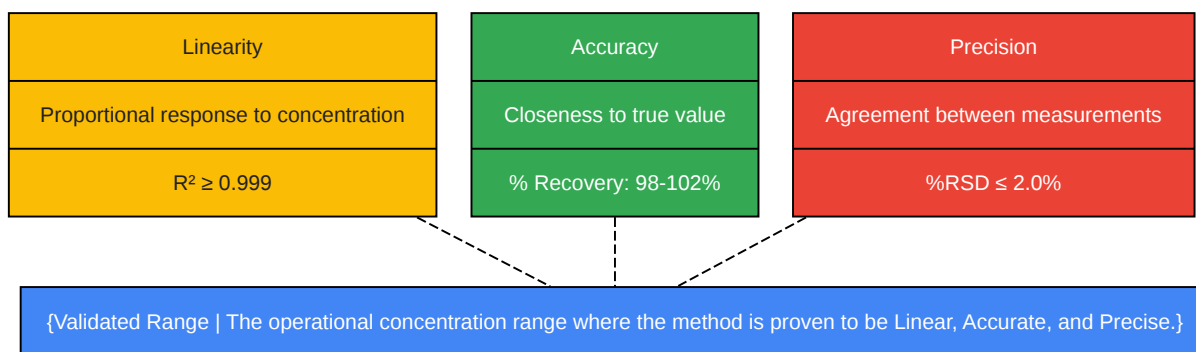 Linearity
Proportional response to concentration
R² ≥ 0.999
Accuracy
Closeness to true value
% Recovery: 98-102%
Precision
Agreement between measurements
%RSD ≤ 2.0%
{Validated Range | The operational concentration range where the method is proven to be Linear, Accurate, and Precise.}